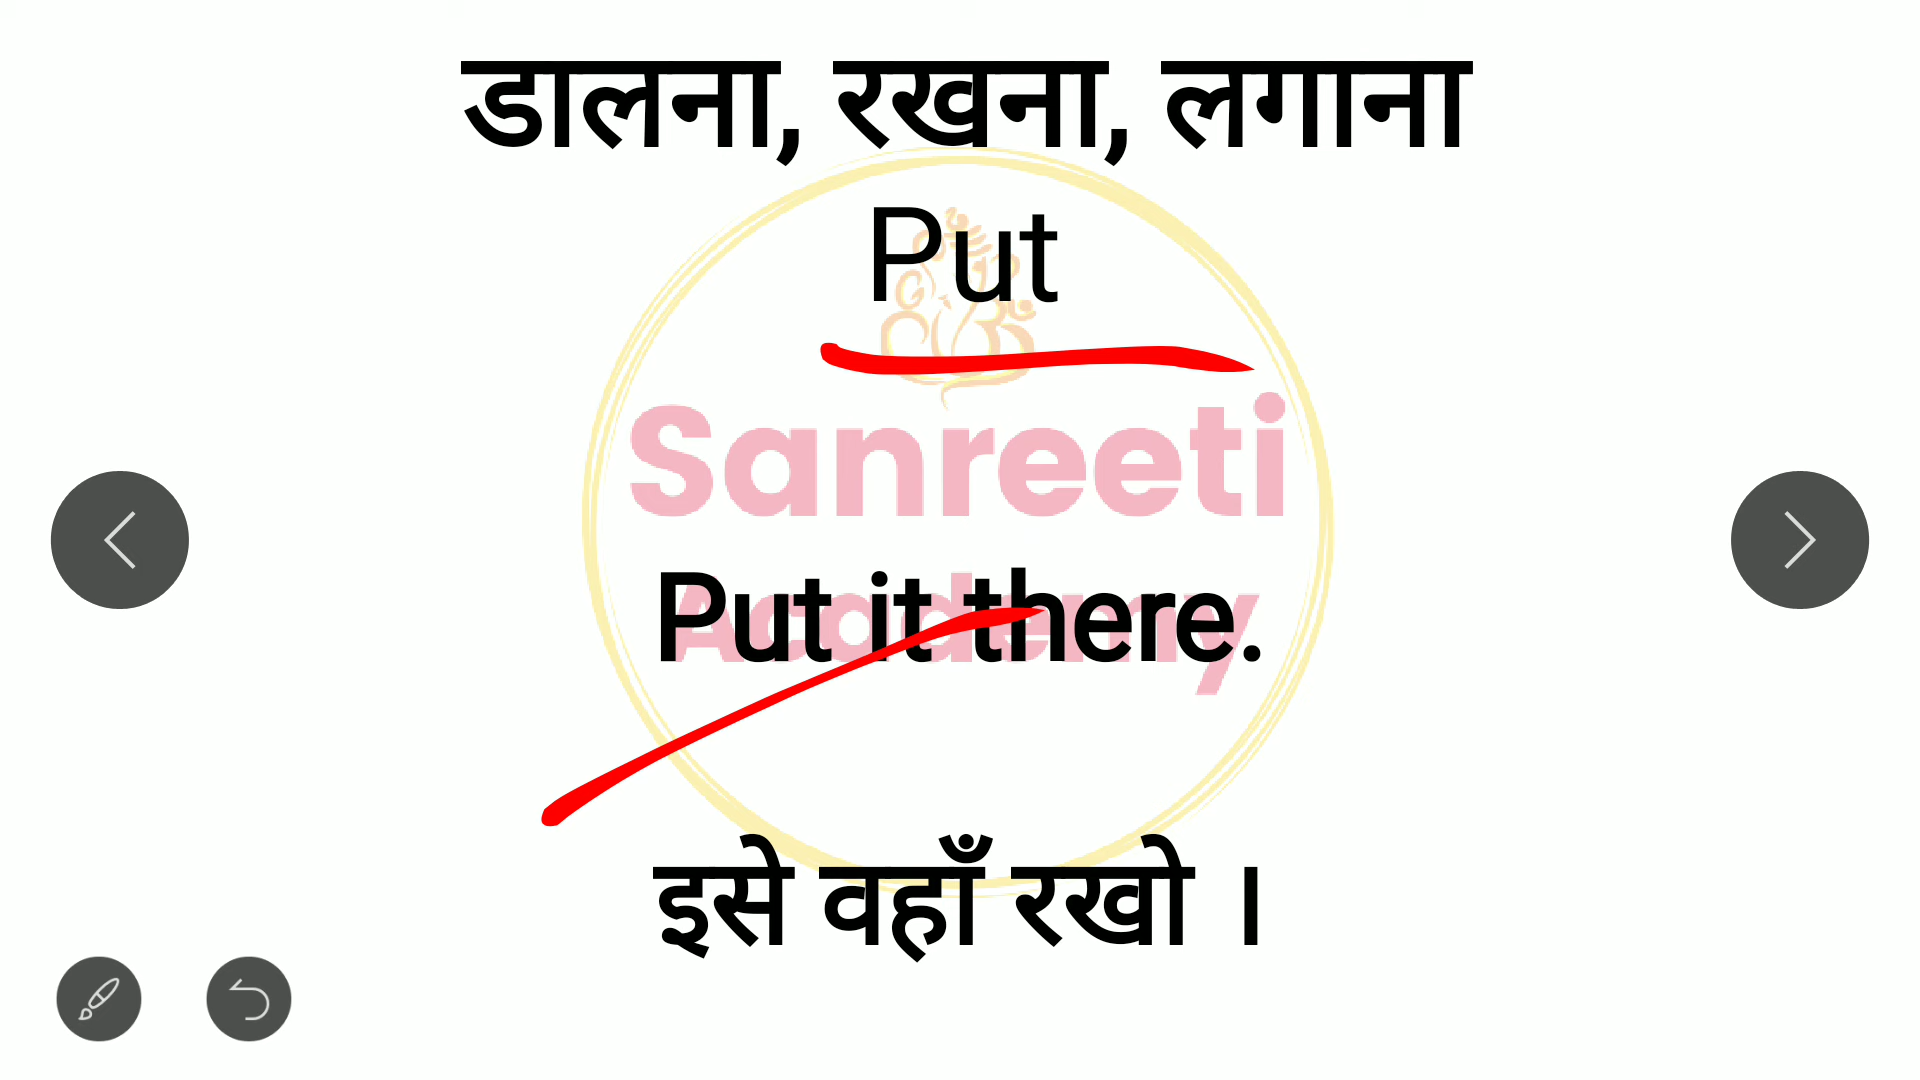 डालना, रखना, लगाना
Put
Sanreeti
Academy
Put it there.
इसे वहाँ रखो ।